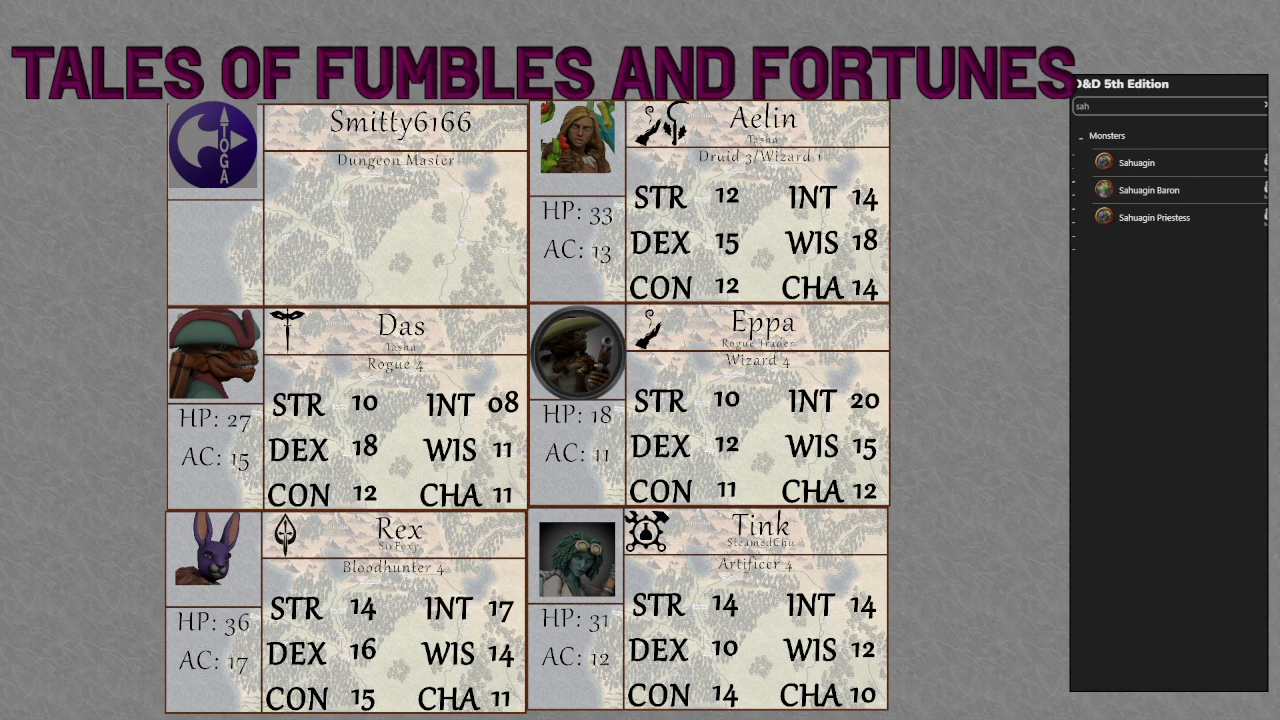 TALES OF FUMBLES AND FORTUNES
TOGA
Smitty6166
Dungeon Master
Aelin
Tasha
Druid 3/Wizard 1
HP: 33
AC: 13
STR 12 INT 14
DEX 15 WIS 18
CON 12 CHA 14
Das
Tasha
Rogue 4
HP: 27
AC: 15
STR 10 INT 08
DEX 18 WIS 11
CON 12 CHA 11
Eppa
Rogue Trader
Wizard 4
HP: 18
AC: 11
STR 10 INT 20
DEX 12 WIS 15
CON 11 CHA 12
Rex
SirFoxy
Bloodhunter 4
HP: 36
AC: 17
STR 14 INT 17
DEX 16 WIS 14
CON 15 CHA 11
Tink
SteamedChu
Artificer 4
HP: 31
AC: 12
STR 14 INT 14
DEX 10 WIS 12
CON 14 CHA 10
D&D 5th Edition
sah
Monsters
Sahuagin
Sahuagin Baron
Sahuagin Priestess